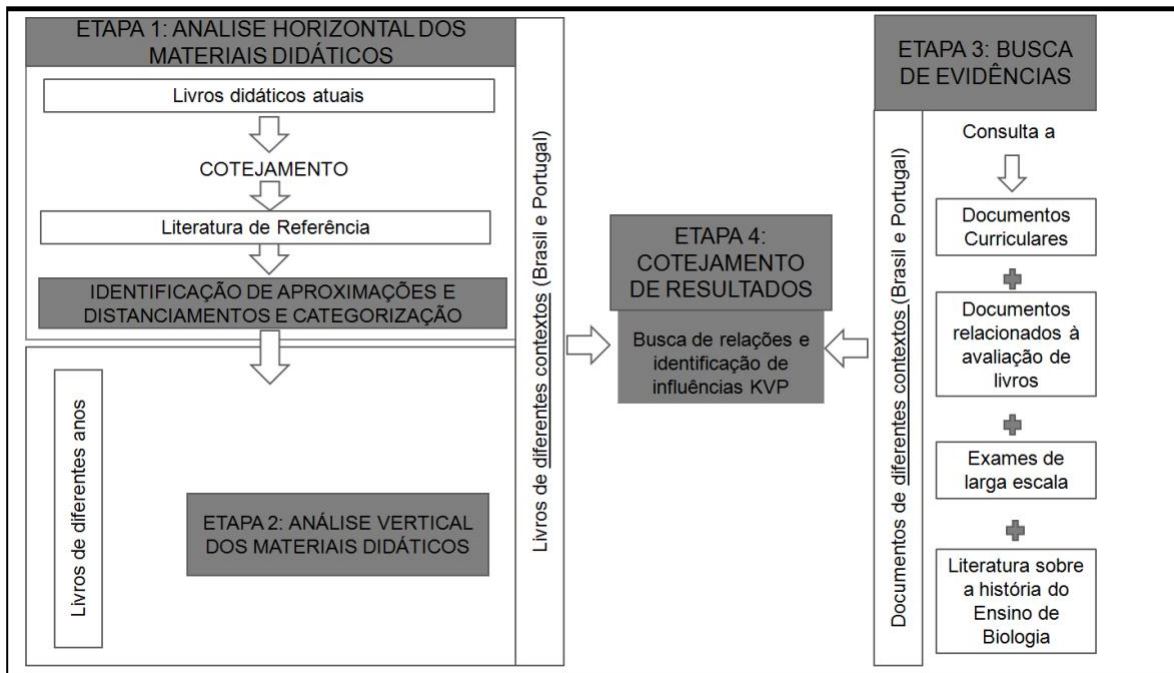 ETAPA 1: ANALISE HORIZONTAL DOS
MATERIAIS DIDÁTICOS
Livros didáticos atuais
COTEJAMENTO
Literatura de Referência
IDENTIFICAÇÃO DE APROXIMAÇÕES E
DISTANCIAMENTOS E CATEGORIZAÇÃO
Livros de diferentes anos
ETAPA 2: ANÁLISE VERTICAL
DOS MATERIAIS DIDÁTICOS
Livros de diferentes contextos (Brasil e Portugal)
ETAPA 4:
COTEJAMENTO
DE RESULTADOS
Busca de relações e
identificação de
influências KVP
ETAPA 3: BUSCA
DE EVIDÊNCIAS
Documentos de diferentes contextos (Brasil e Portugal)
Consulta a
Documentos
Curriculares
Documentos
relacionados à
avaliação de
livros
Exames de
larga escala
Literatura sobre
a história do
Ensino de
Biologia